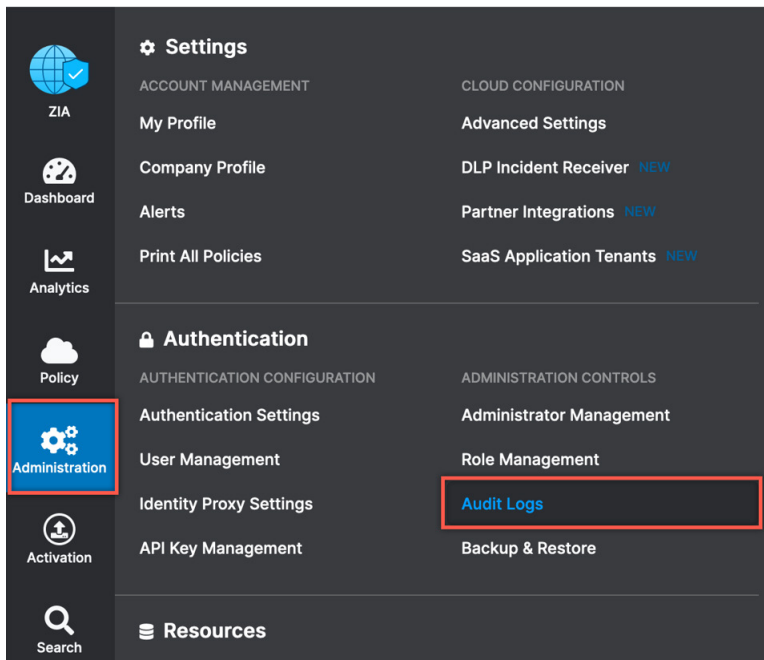 ZIA
Dashboard
Analytics
Policy
Administration
Activation
Search
Settings
ACCOUNT MANAGEMENT
My Profile
Company Profile
Alerts
Print All Policies
CLOUD CONFIGURATION
Advanced Settings
DLP Incident Receiver NEW
Partner Integrations NEW
SaaS Application Tenants NEW
Authentication
AUTHENTICATION CONFIGURATION
Authentication Settings
User Management
Identity Proxy Settings
API Key Management
ADMINISTRATION CONTROLS
Administrator Management
Role Management
Audit Logs
Backup & Restore
Resources